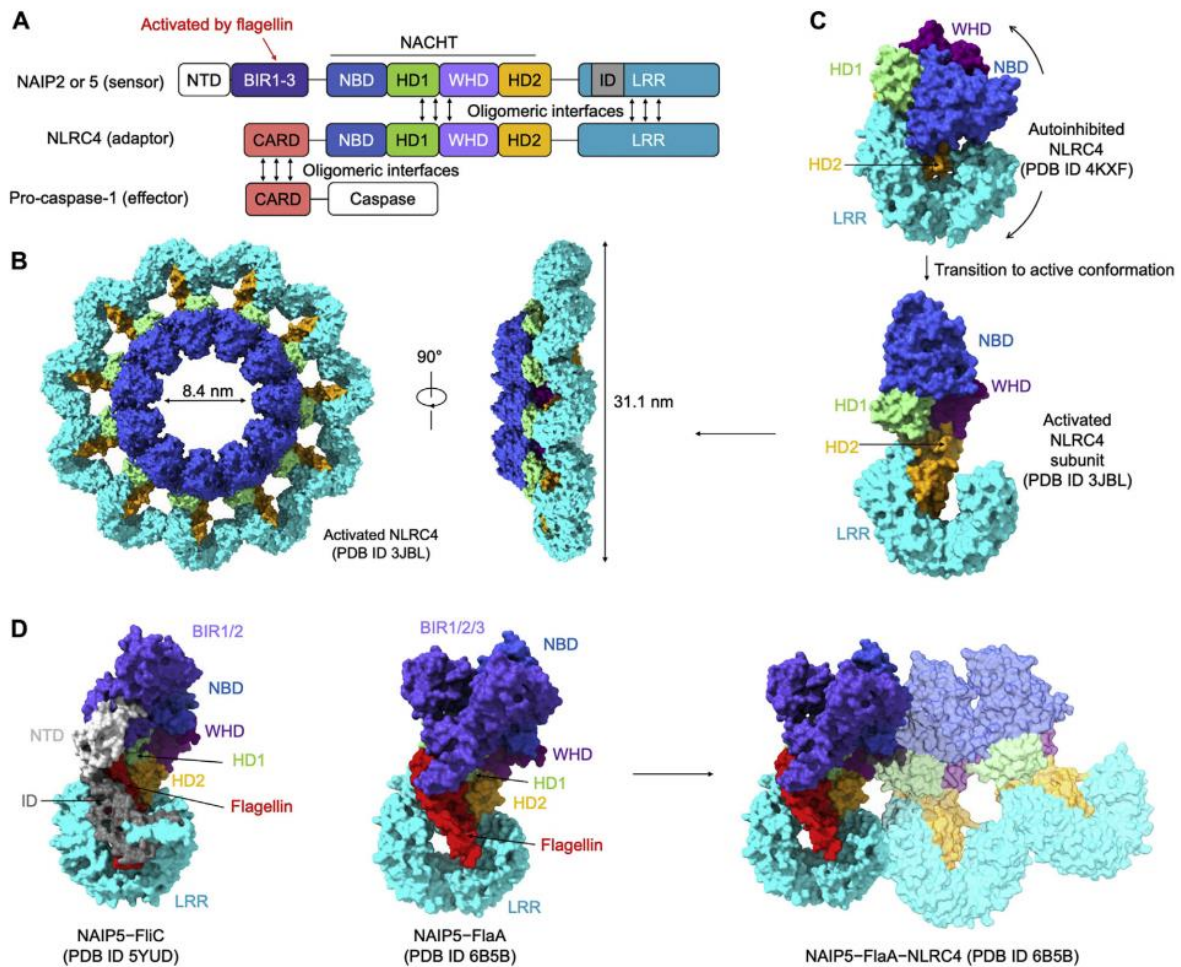 A
Activated by flagellin
NACHT
NAIP2 or 5 (sensor)
NTD
BIR1-3
NBD
HD1
WHD
HD2
ID
LRR
Oligomeric interfaces
NLRC4 (adaptor)
CARD
NBD
HD1
WHD
HD2
LRR
Oligomeric interfaces
Pro-caspase-1 (effector)
CARD
Caspase
B
8.4 nm
90°
31.1 nm
Activated NLRC4
(PDB ID 3JBL)
C
WHD
HD1
NBD
Autoinhibited
NLRC4
(PDB ID 4KXF)
HD2
LRR
Transition to active conformation
NBD
WHD
HD1
HD2
Activated
NLRC4
subunit
(PDB ID 3JBL)
LRR
D
BIR1/2
NBD
NTD
WHD
HD1
HD2
ID
Flagellin
LRR
NAIP5–FliC
(PDB ID 5YUD)
BIR1/2/3
NBD
WHD
HD1
HD2
Flagellin
LRR
NAIP5–FlaA
(PDB ID 6B5B)
NAIP5–FlaA–NLRC4 (PDB ID 6B5B)